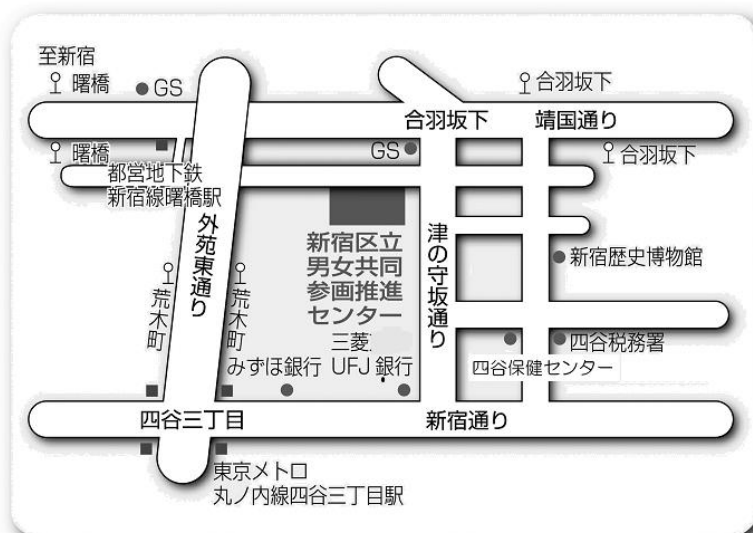 至新宿
曙橋
GS
合羽坂下
合羽坂下
靖国通り
曙橋
GS
合羽坂下
都営地下鉄
新宿線曙橋駅
外苑東通り
新宿区立
男女共同
参画推進
センター
津の守坂通り
新宿歴史博物館
荒木町
荒木町
三菱
UFJ 銀行
みずほ銀行
四谷税務署
四谷保健センター
四谷三丁目
新宿通り
東京メトロ
丸ノ内線四谷三丁目駅